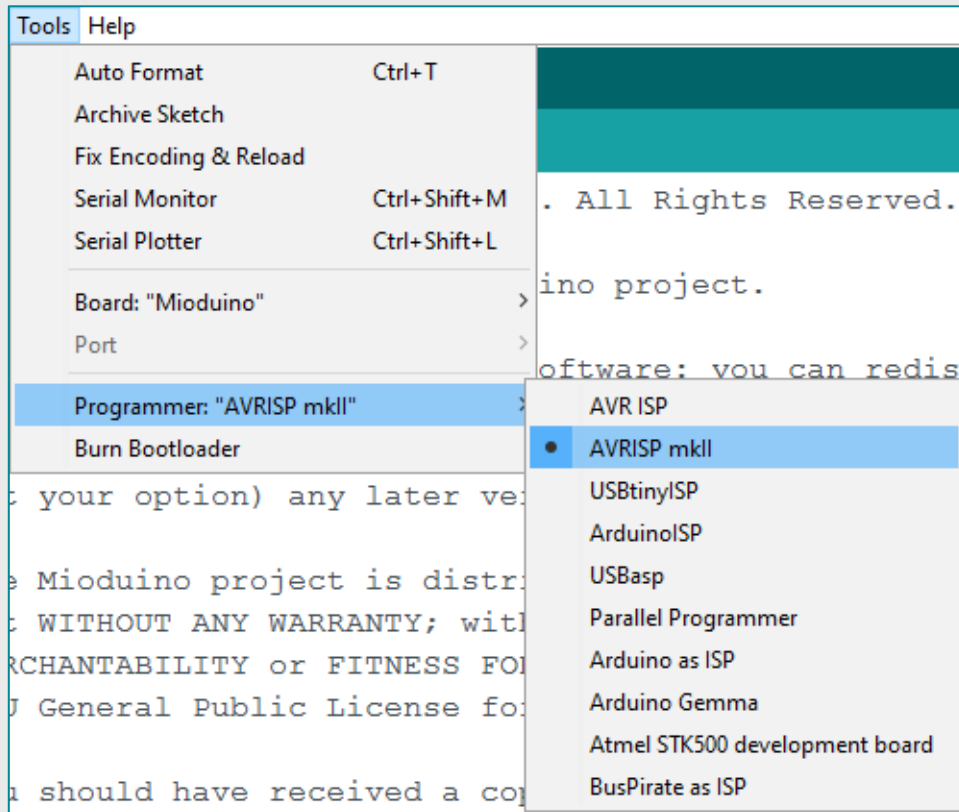 Tools Help
Auto Format Ctrl+T
Archive Sketch
Fix Encoding & Reload
Serial Monitor Ctrl+Shift+M
Serial Plotter Ctrl+Shift+L
Board: "Mioduino"
Port
Programmer: "AVRISP mkII"
Burn Bootloader
AVR ISP
AVRISP mkII
USBtinyISP
ArduinoISP
USBasp
Parallel Programmer
Arduino as ISP
Arduino Gemma
Atmel STK500 development board
BusPirate as ISP
. All Rights Reserved.
ino project.
oftware: you can redis
t your option) any later ve
e Mioduino project is distr
t WITHOUT ANY WARRANTY; wit
RCHANTABILITY or FITNESS FO
U General Public License fo
u should have received a co